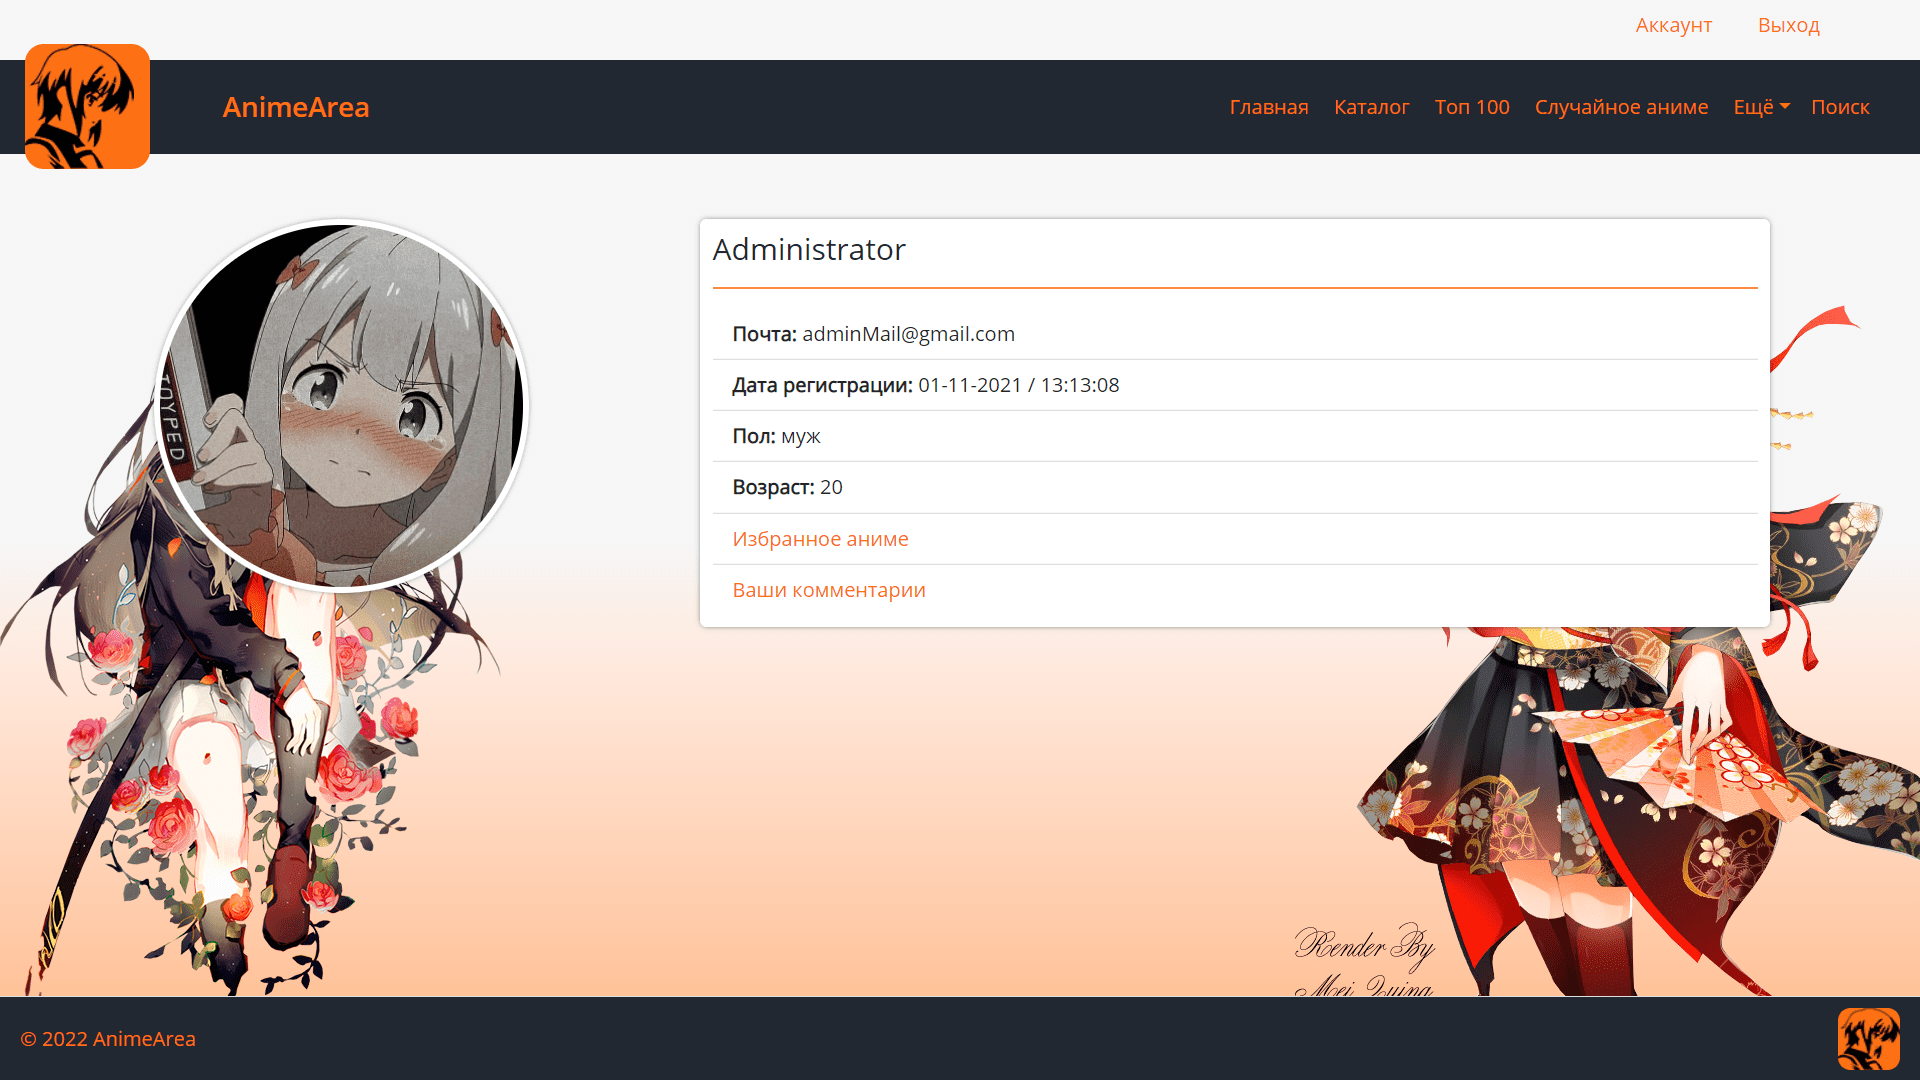 Аккаунт Выход
AnimeArea Главная Каталог Топ 100 Случайное аниме Ещё Поиск
Administrator
Почта: adminMail@gmail.com
Дата регистрации: 01-11-2021 / 13:13:08
Пол: муж
Возраст: 20
Избранное аниме
Ваши комментарии
TOYPED
Render By
Mei
© 2022 AnimeArea